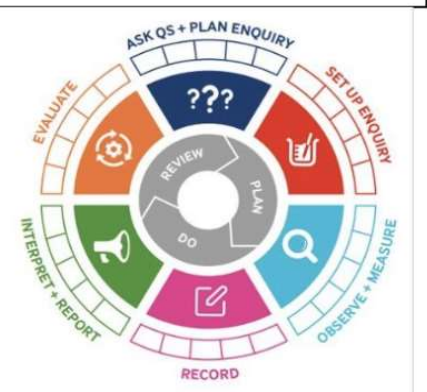 ASK QS + PLAN ENQUIRY
SET UP ENQUIRY
OBSERVE + MEASURE
RECORD
INTERPRET + REPORT
EVALUATE
???
REVIEW
PLAN
DO